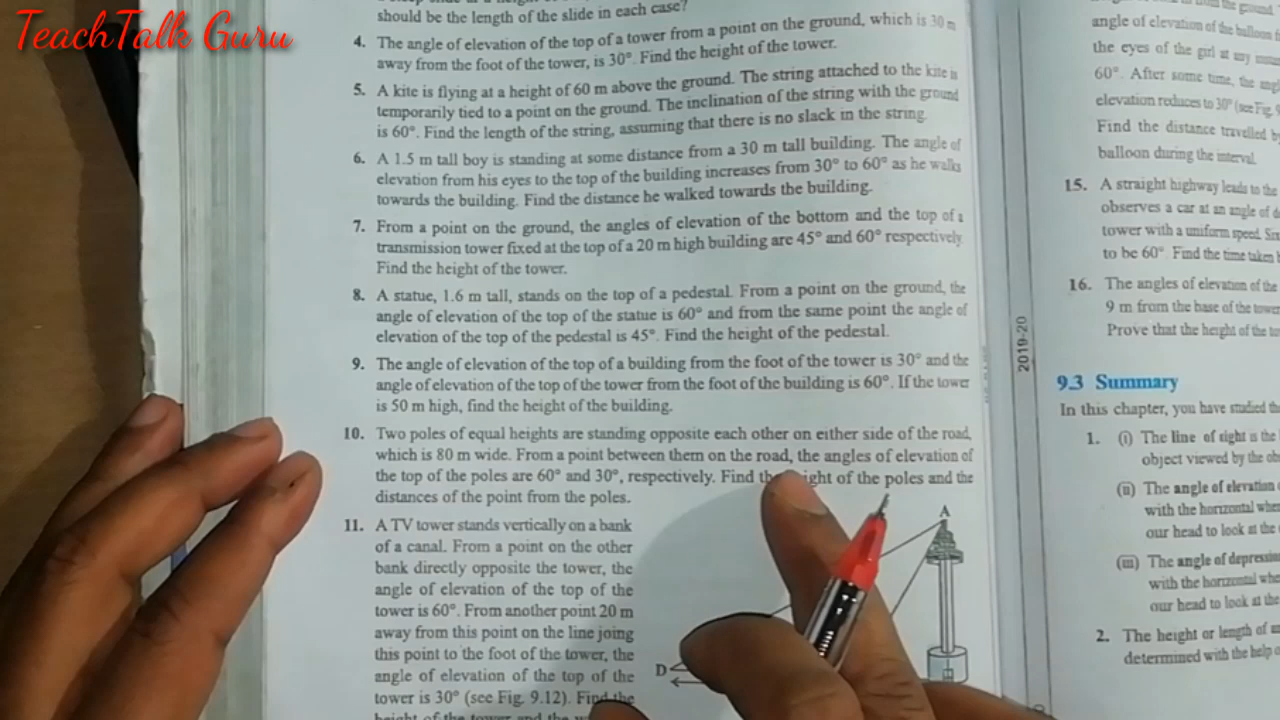 TeachTalk Guru
should be the length of the slide in each case?
4. The angle of elevation of the top of a tower from a point on the ground, which is 30 m
away from the foot of the tower, is 30°. Find the height of the tower.
5. A kite is flying at a height of 60 m above the ground. The string attached to the kite is
temporarily tied to a point on the ground. The inclination of the string with the ground
is 60°. Find the length of the string, assuming that there is no slack in the string.
6. A 1.5 m tall boy is standing at some distance from a 30 m tall building. The angle of
elevation from his eyes to the top of the building increases from 30° to 60° as he walks
towards the building. Find the distance he walked towards the building.
7. From a point on the ground, the angles of elevation of the bottom and the top of a
transmission tower fixed at the top of a 20 m high building are 45° and 60° respectively.
Find the height of the tower.
8. A statue, 1.6 m tall, stands on the top of a pedestal. From a point on the ground, the
angle of elevation of the top of the statue is 60° and from the same point the angle of
elevation of the top of the pedestal is 45°. Find the height of the pedestal.
9. The angle of elevation of the top of a building from the foot of the tower is 30° and the
angle of elevation of the top of the tower from the foot of the building is 60°. If the tower
is 50 m high, find the height of the building.
10. Two poles of equal heights are standing opposite each other on either side of the road,
which is 80 m wide. From a point between them on the road, the angles of elevation of
the top of the poles are 60° and 30°, respectively. Find the ight of the poles and the
distances of the point from the poles.
11. A TV tower stands vertically on a bank
of a canal. From a point on the other
bank directly opposite the tower, the
angle of elevation of the top of the
tower is 60°. From another point 20 m
away from this point on the line joing
this point to the foot of the tower, the
angle of elevation of the top of the
tower is 30° (see Fig. 9.12). Find the
height of the tower and the
A
D
2019-20
angle of elevation of the balloon
the eyes of the girl at any
60°. After some time, the
elevation reduces to 30° (see Fig.
Find the distance travelled
balloon during the interval.
15. A straight highway leads to the
observes a car at an angle of
tower with a uniform speed.
to be 60°. Find the time taken
16. The angles of elevation of the
9 m from the base of the
Prove that the height of the
9.3 Summary
In this chapter, you have studied
1. (i) The line of sight is the
object viewed by the
(ii) The angle of elevation
with the horizontal
our head to look at the
(iii) The angle of
with the horizontal
our head to look at the
2. The height or length of
determined with the help